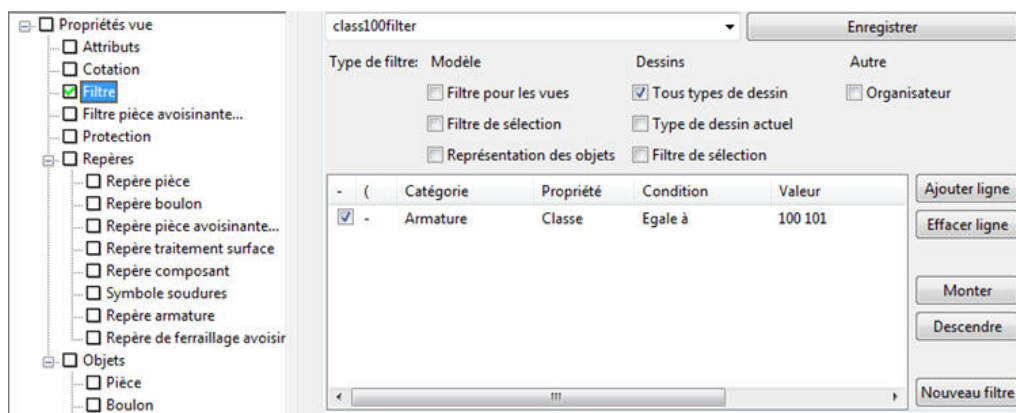 Propriétés vue
Attributs
Cotation
Filtre
Filtre pièce avoisinante...
Protection
Repères
Repère pièce
Repère boulon
Repère pièce avoisinante...
Repère traitement surface
Repère composant
Symbole soudures
Repère armature
Repère de ferraillage avoisir
Objets
Pièce
Boulon
class100filter
Enregistrer
Type de filtre: Modèle Dessins Autre
Filtre pour les vues Tous types de dessin Organisateur
Filtre de sélection Type de dessin actuel
Représentation des objets Filtre de sélection
- ( Catégorie Propriété Condition Valeur
- Armature Classe Egale à 100 101
Ajouter ligne
Effacer ligne
Monter
Descendre
Nouveau filtre